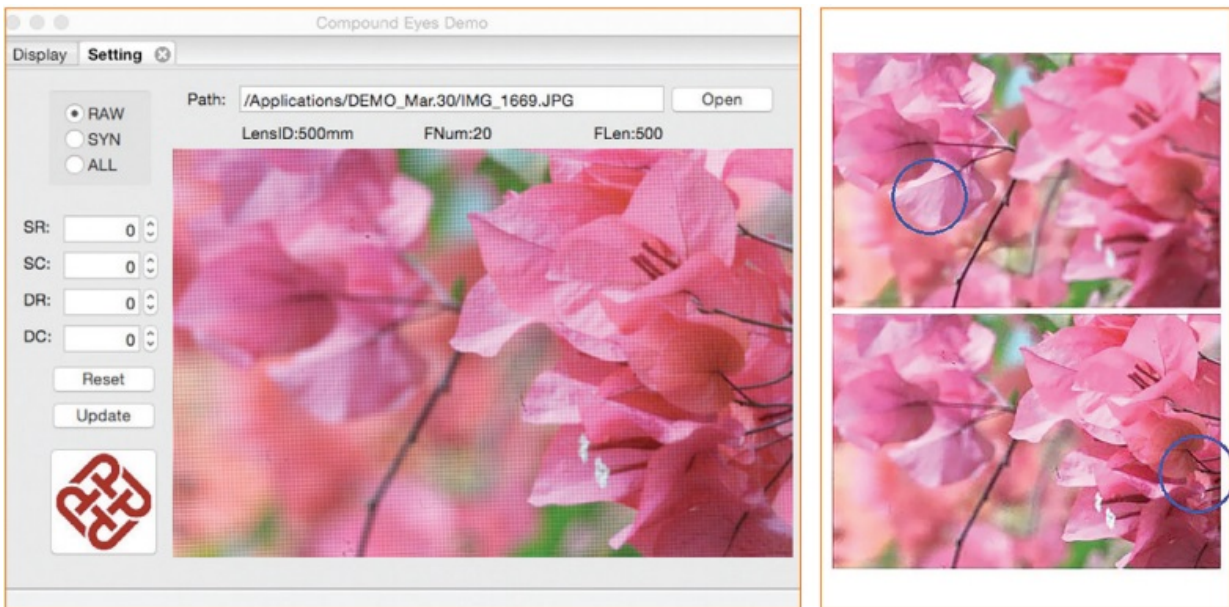 Compound Eyes Demo
Display Setting
RAW
SYN
ALL
Path: /Applications/DEMO_Mar.30/IMG_1669.JPG Open
LensID:500mm FNum:20 FLen:500
SR: 0
SC: 0
DR: 0
DC: 0
Reset
Update